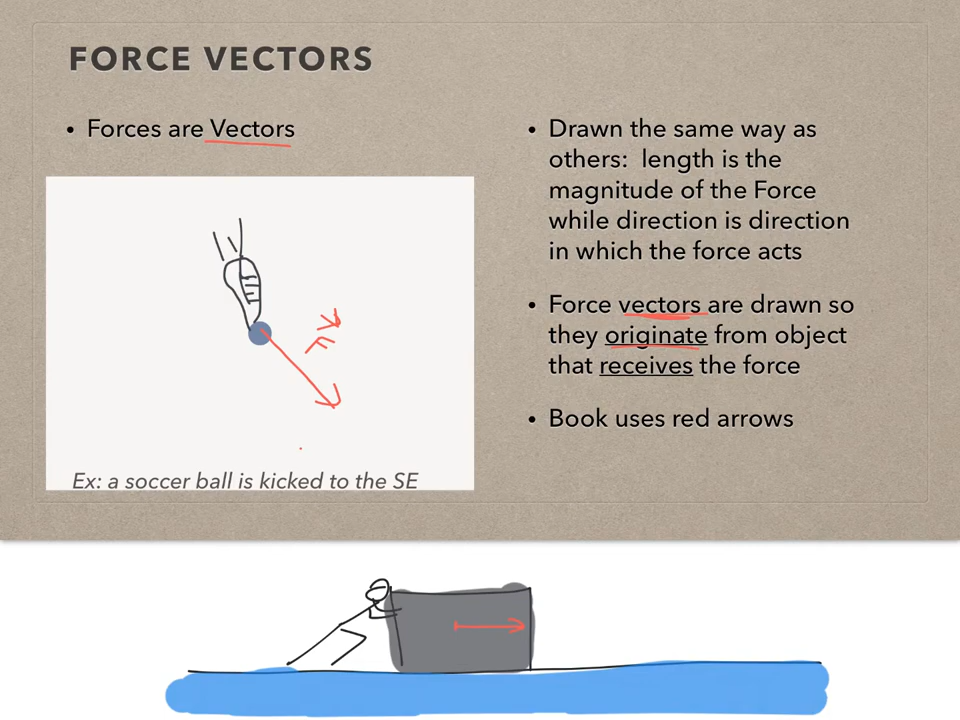 FORCE VECTORS
• Forces are Vectors
F
Ex: a soccer ball is kicked to the SE
• Drawn the same way as
others: length is the
magnitude of the Force
while direction is direction
in which the force acts
• Force vectors are drawn so
they originate from object
that receives the force
• Book uses red arrows